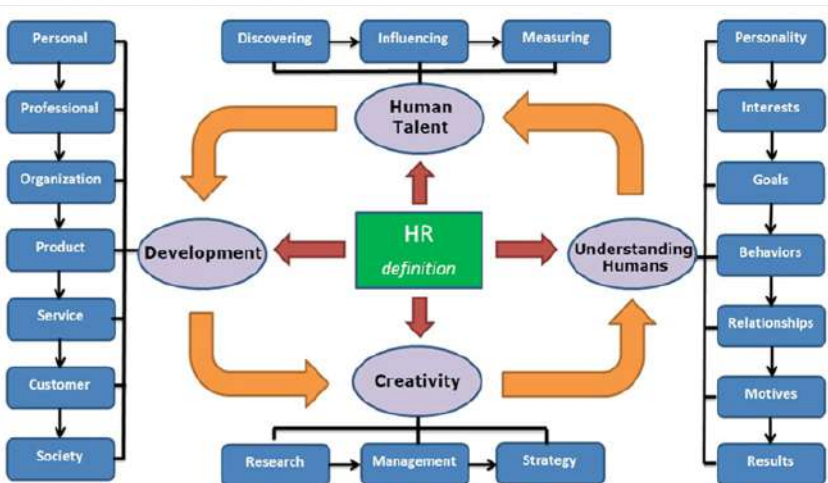 Personal
Professional
Organization
Product
Service
Customer
Society
Discovering
Influencing
Measuring
Human
Talent
Development
HR
definition
Understanding
Humans
Creativity
Research
Management
Strategy
Personality
Interests
Goals
Behaviors
Relationships
Motives
Results